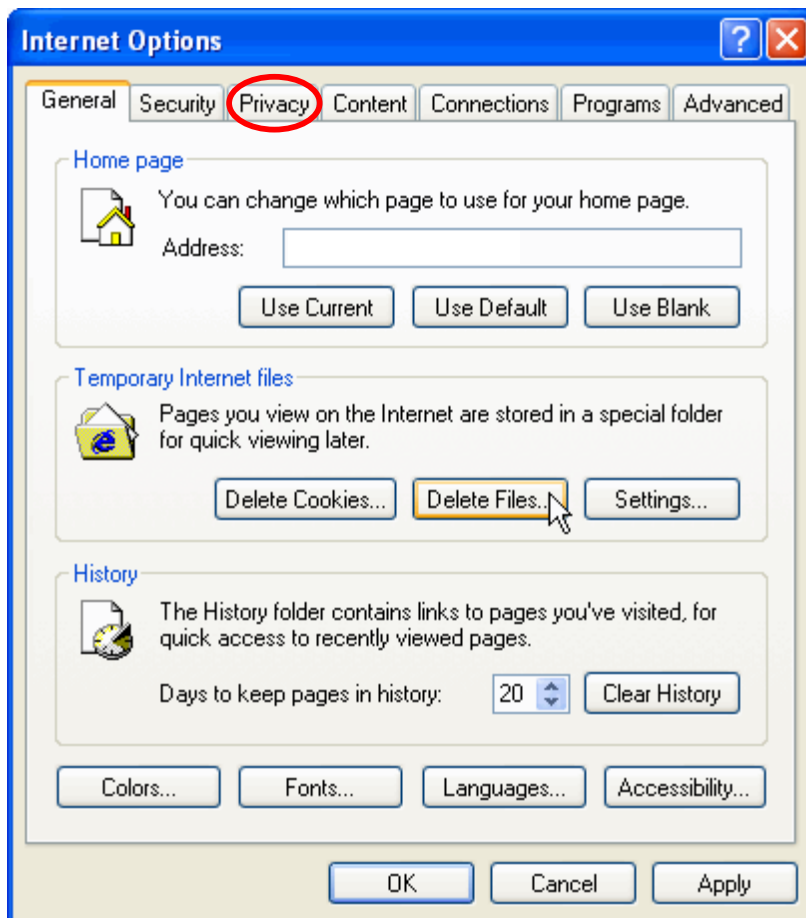 Internet Options
General Security Privacy Content Connections Programs Advanced
Home page
You can change which page to use for your home page.
Address:
Use Current Use Default Use Blank
Temporary Internet files
Pages you view on the Internet are stored in a special folder
for quick viewing later.
Delete Cookies... Delete Files... Settings...
History
The History folder contains links to pages you've visited, for
quick access to recently viewed pages.
Days to keep pages in history: 20 Clear History
Colors... Fonts... Languages... Accessibility...
OK Cancel Apply